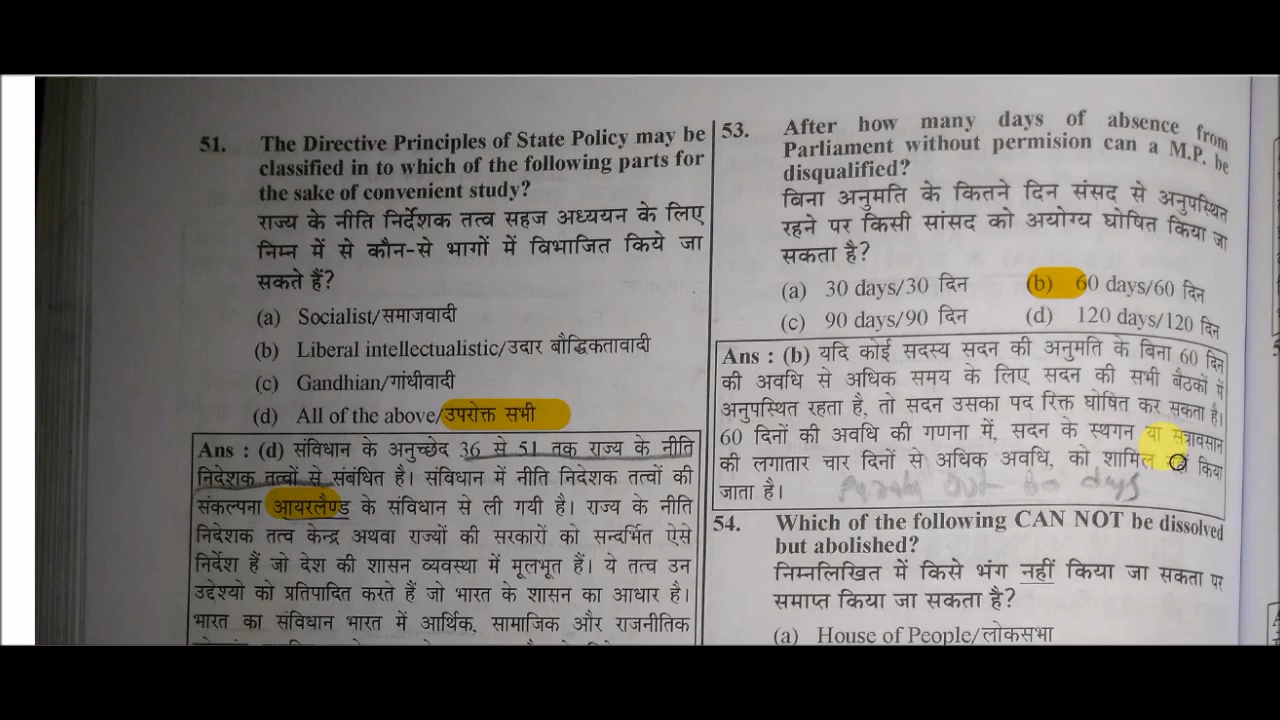 51. The Directive Principles of State Policy may be
classified in to which of the following parts for
the sake of convenient study?
राज्य के नीति निर्देशक तत्व सहज अध्ययन के लिए
निम्न में से कौन-से भागों में विभाजित किये जा
सकते हैं?
(a) Socialist/समाजवादी
(b) Liberal intellectualistic/उदार बौद्धिकतावादी
(c) Gandhian/गांधीवादी
(d) All of the above/उपरोक्त सभी
Ans : (d) संविधान के अनुच्छेद 36 से 51 तक राज्य के नीति
निदेशक तत्वों से संबंधित है। संविधान में नीति निदेशक तत्वों की
संकल्पना आयरलैण्ड के संविधान से ली गयी है। राज्य के नीति
निदेशक तत्व केन्द्र अथवा राज्यों की सरकारों को सन्दर्भित ऐसे
निर्देश हैं जो देश की शासन व्यवस्था में मूलभूत हैं। ये तत्व उन
उद्देश्यो को प्रतिपादित करते हैं जो भारत के शासन का आधार है।
भारत का संविधान भारत में आर्थिक, सामाजिक और राजनीतिक
53. After how many days of absence from
Parliament without permision can a M.P. be
disqualified?
बिना अनुमति के कितने दिन संसद से अनुपस्थित
रहने पर किसी सांसद को अयोग्य घोषित किया जा
सकता है?
(a) 30 days/30 दिन (b) 60 days/60 दिन
(c) 90 days/90 दिन (d) 120 days/120 दिन
Ans : (b) यदि कोई सदस्य सदन की अनुमति के बिना 60 दिन
की अवधि से अधिक समय के लिए सदन की सभी बैठकों में
अनुपस्थित रहता है, तो सदन उसका पद रिक्त घोषित कर सकता है।
60 दिनों की अवधि की गणना में, सदन के स्थगन या सत्रावसान
की लगातार चार दिनों से अधिक अवधि, को शामिल किया
जाता है। out 60 days
54. Which of the following CAN NOT be dissolved
but abolished?
निम्नलिखित में किसे भंग नहीं किया जा सकता पर
समाप्त किया जा सकता है?
(a) House of People/लोकसभा